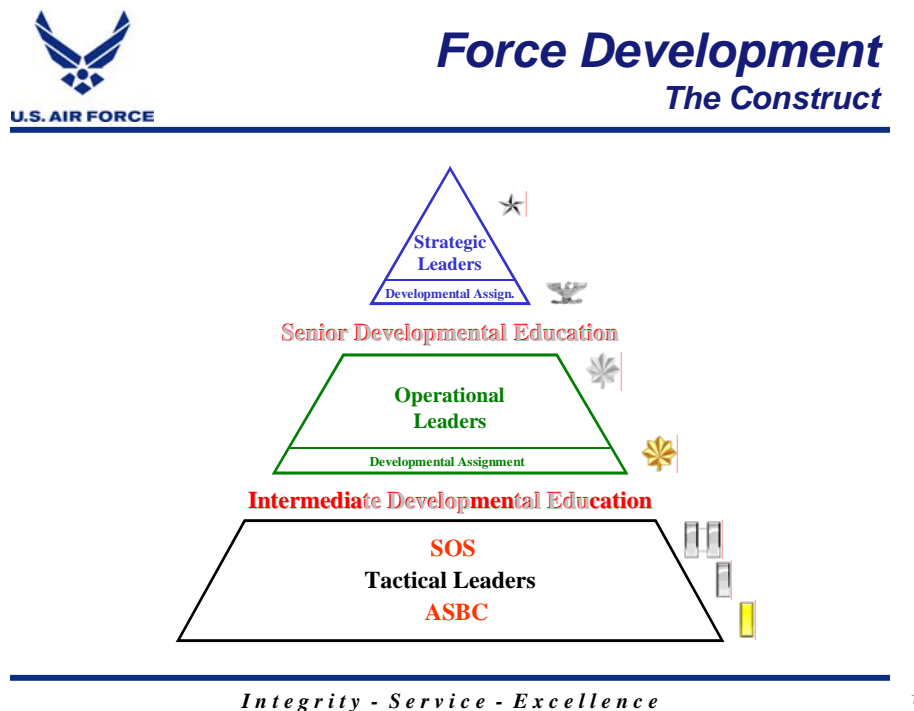 Force Development
The Construct
U.S. AIR FORCE
Strategic
Leaders
Developmental Assign.
Senior Developmental Education
Operational
Leaders
Developmental Assignment
Intermediate Developmental Education
SOS
Tactical Leaders
ASBC
Integrity - Service - Excellence